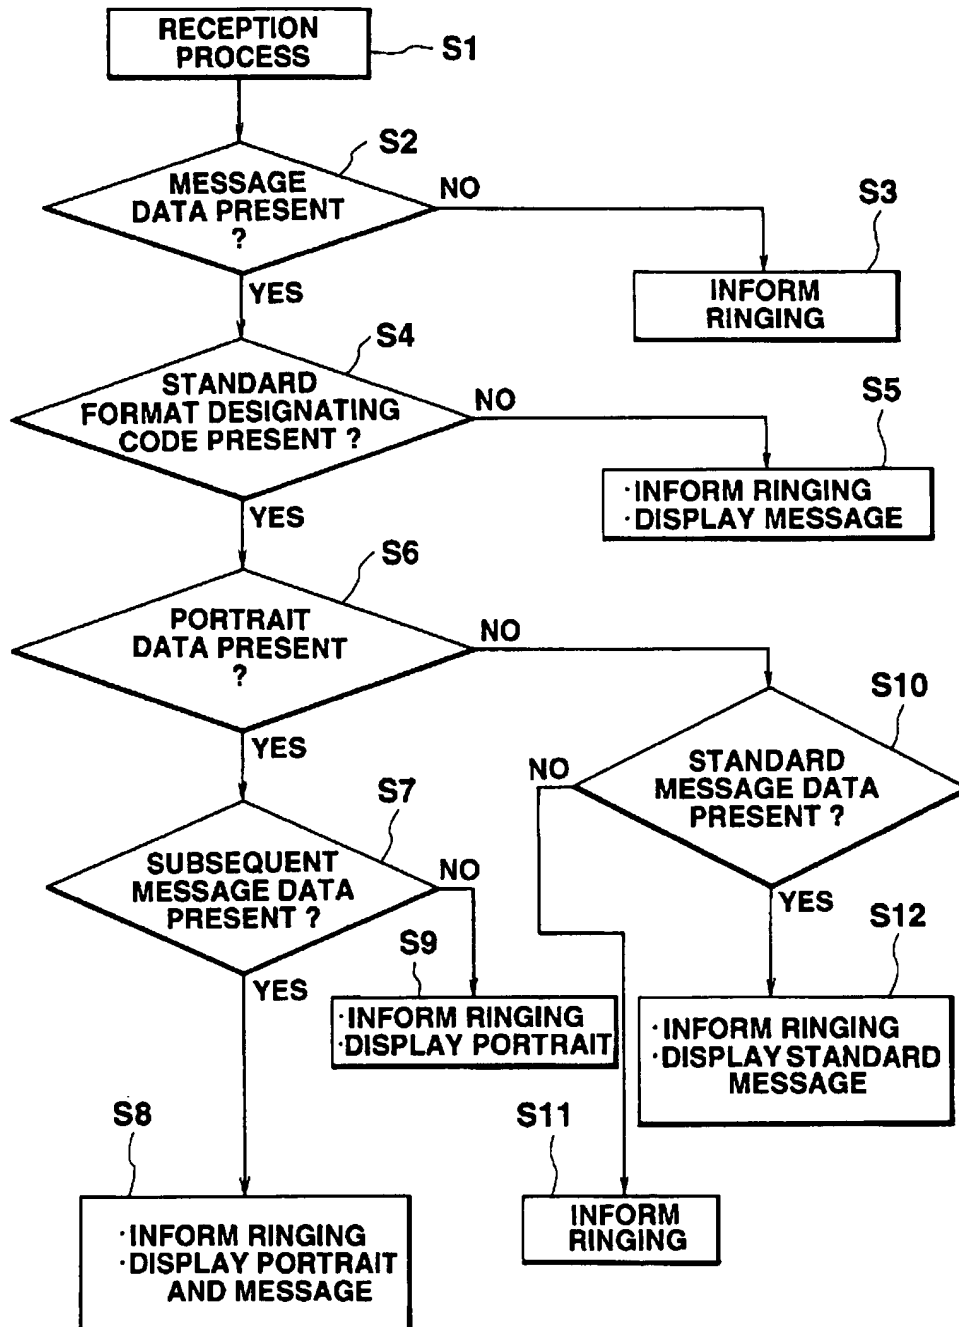 RECEPTION
PROCESS
S1
S2
MESSAGE
DATA PRESENT
?
NO
YES
S3
INFORM
RINGING
S4
STANDARD
FORMAT DESIGNATING
CODE PRESENT ?
NO
YES
S5
·INFORM RINGING
·DISPLAY MESSAGE
S6
PORTRAIT
DATA PRESENT
?
NO
YES
S10
STANDARD
MESSAGE DATA
PRESENT ?
NO
YES
S7
SUBSEQUENT
MESSAGE DATA
PRESENT ?
NO
YES
S9
·INFORM RINGING
·DISPLAY PORTRAIT
S12
·INFORM RINGING
·DISPLAY STANDARD
MESSAGE
S8
·INFORM RINGING
·DISPLAY PORTRAIT
AND MESSAGE
S11
INFORM
RINGING